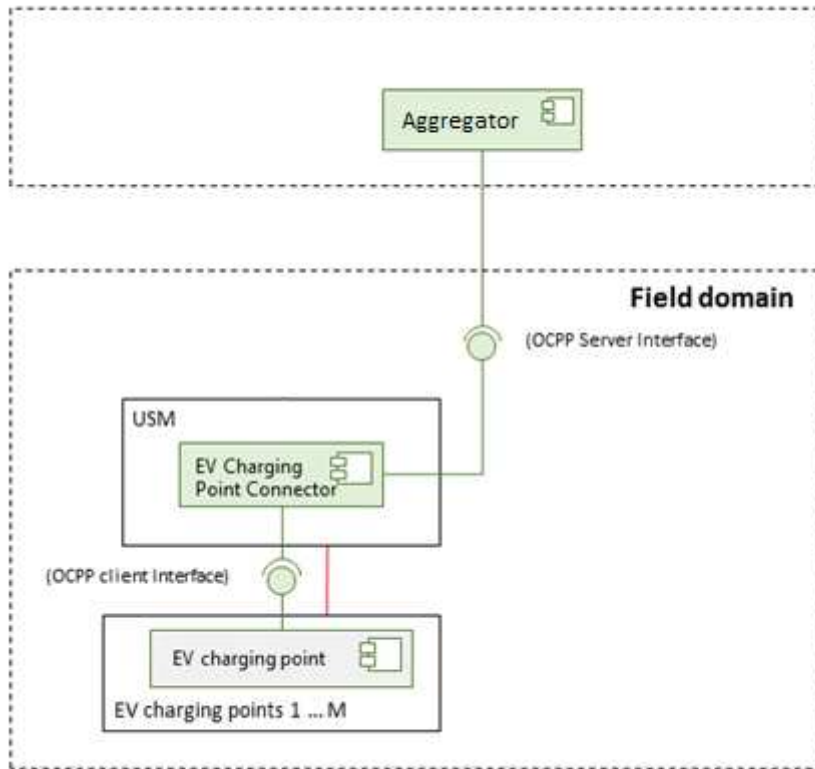 Aggregator
Field domain
(OCPP Server Interface)
USM
EV Charging
Point Connector
(OCPP client Interface)
EV charging point
EV charging points 1 ... M